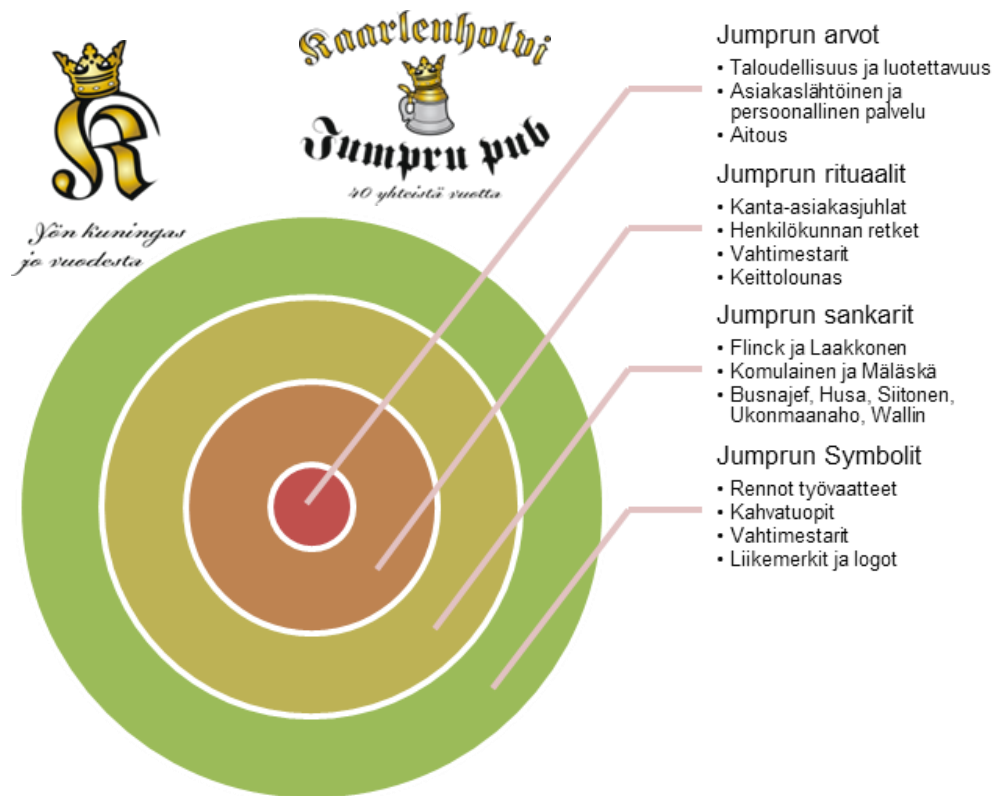 Kaarlenholvi
Jumpru pub
40 yhteistä vuotta
K
Yön kuningas
jo vuodesta
Jumprun arvot
• Taloudellisuus ja luotettavuus
• Asiakaslähtöinen ja
persoonallinen palvelu
• Aitous
Jumprun rituaalit
• Kanta-asiakasjuhlat
• Henkilökunnan retket
• Vahtimestarit
• Keittolounas
Jumprun sankarit
• Flinck ja Laakkonen
• Komulainen ja Mäläskä
• Busnajef, Husa, Siitonen,
Ukonmaanaho, Wallin
Jumprun Symbolit
• Rennot työvaatteet
• Kahvatuopit
• Vahtimestarit
• Liikemerkit ja logot